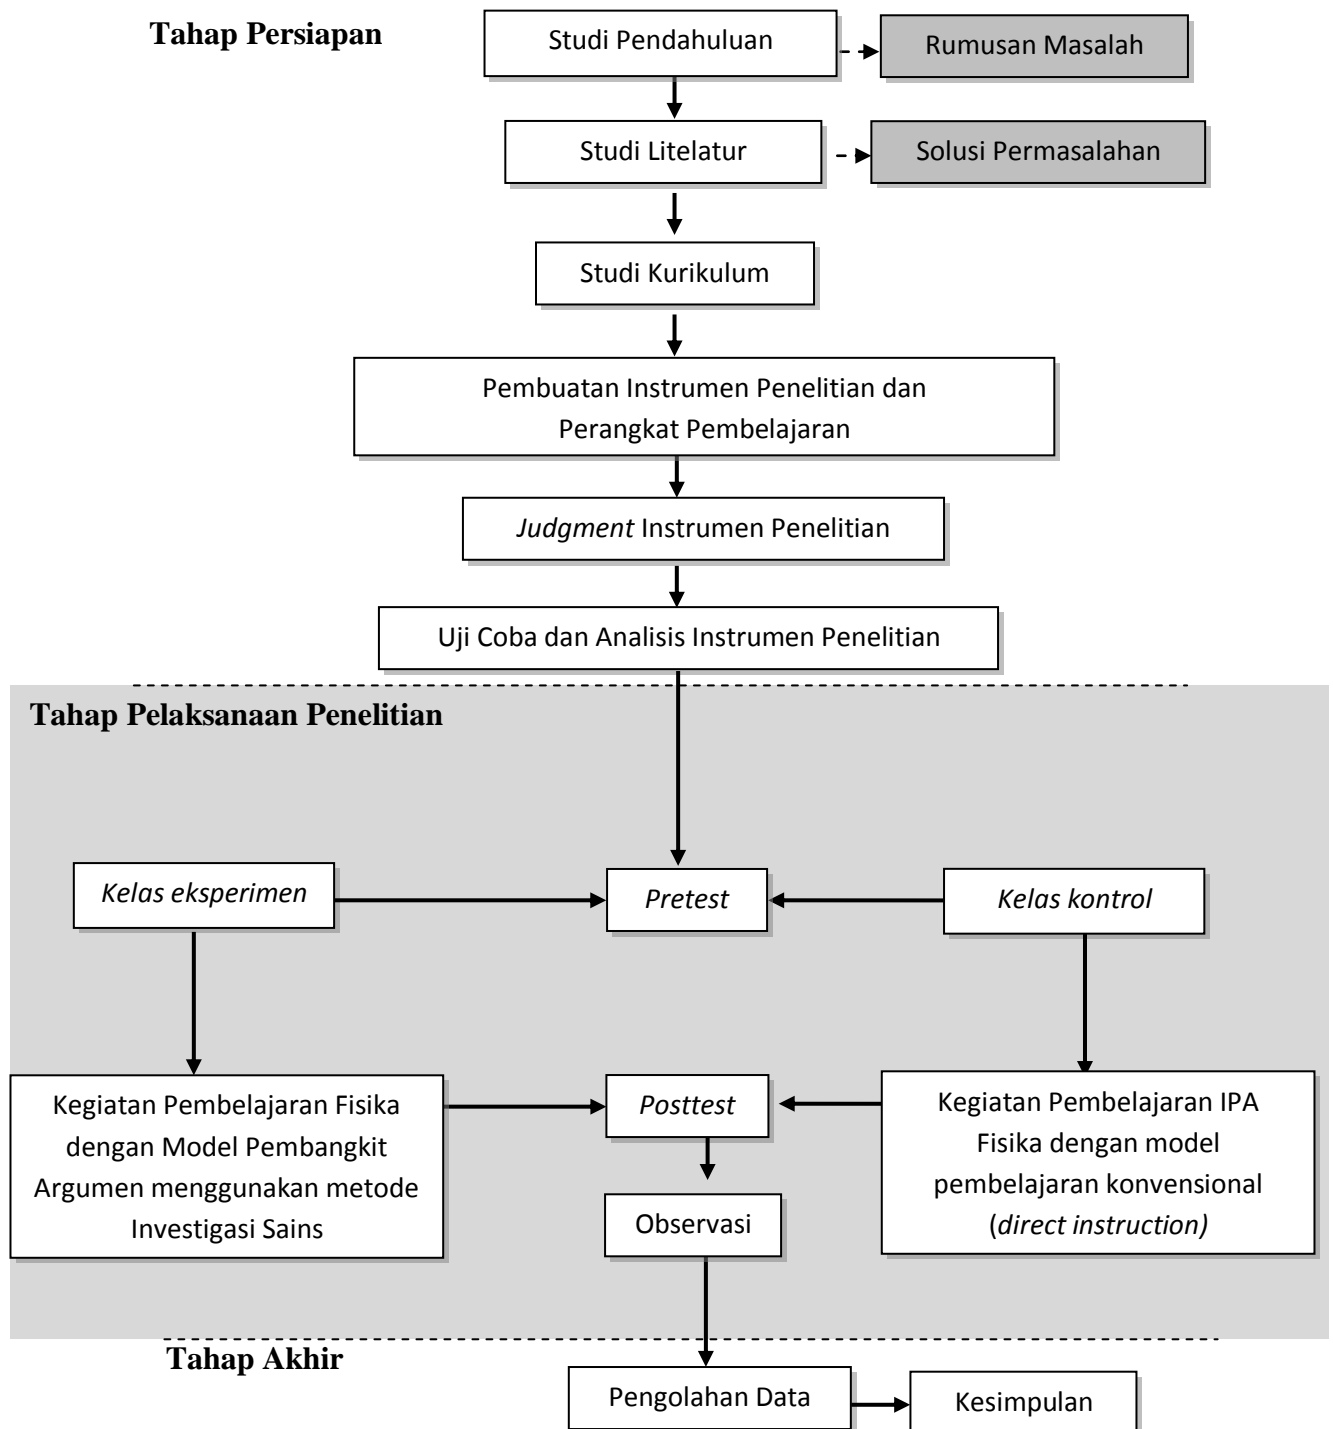 Tahap Persiapan
Studi Pendahuluan
Rumusan Masalah
Studi Litelatur
Solusi Permasalahan
Studi Kurikulum
Pembuatan Instrumen Penelitian dan
Perangkat Pembelajaran
Judgment Instrumen Penelitian
Uji Coba dan Analisis Instrumen Penelitian
Tahap Pelaksanaan Penelitian
Kelas eksperimen
Pretest
Kelas kontrol
Kegiatan Pembelajaran Fisika
dengan Model Pembangkit
Argumen menggunakan metode
Investigasi Sains
Posttest
Observasi
Kegiatan Pembelajaran IPA
Fisika dengan model
pembelajaran konvensional
(direct instruction)
Tahap Akhir
Pengolahan Data
Kesimpulan